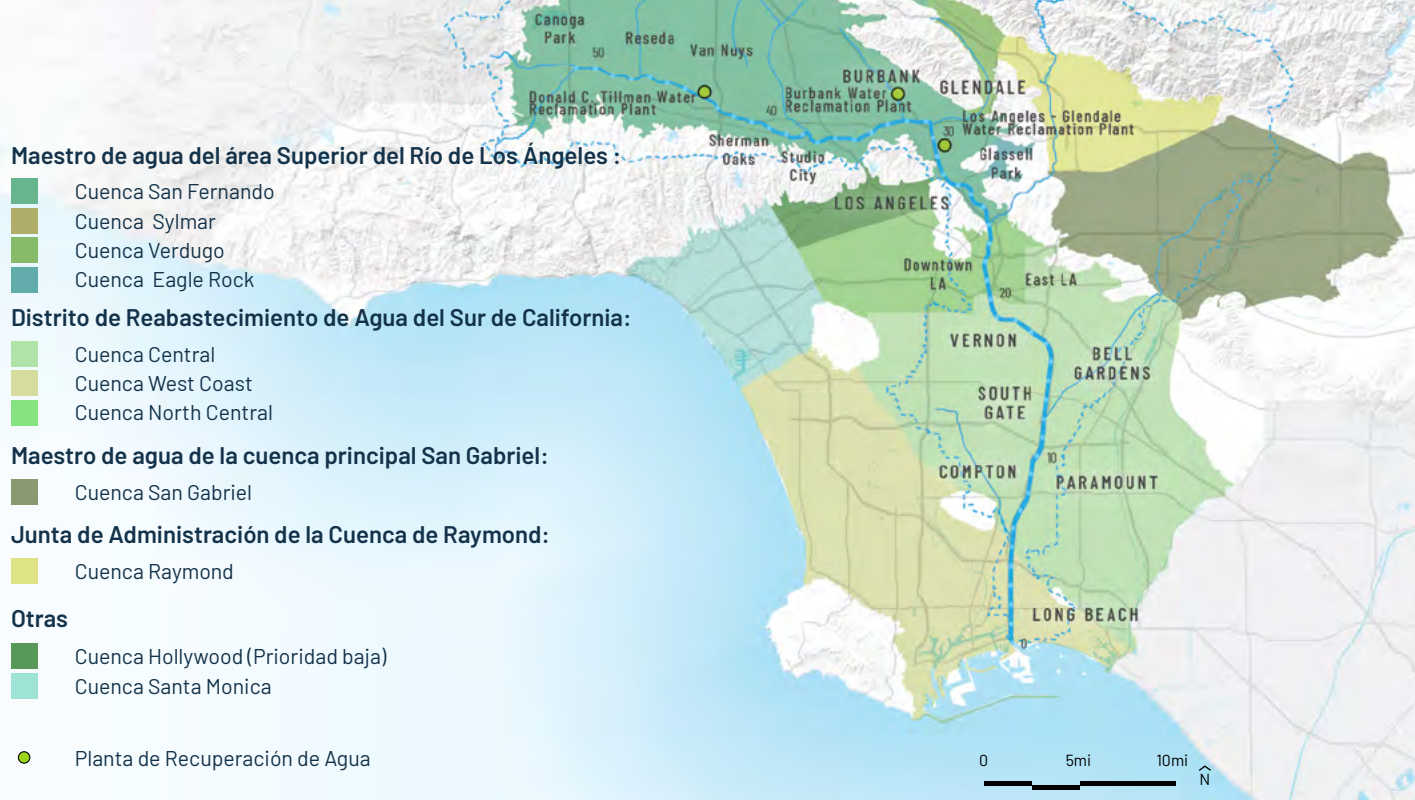 Maestro de agua del área Superior del Río de Los Ángeles :
Cuenca San Fernando
Cuenca  Sylmar
Cuenca Verdugo
Cuenca  Eagle Rock
Distrito de Reabastecimiento de Agua del Sur de California:
Cuenca Central
Cuenca West Coast
Cuenca North Central
Maestro de agua de la cuenca principal San Gabriel:
Cuenca San Gabriel
Junta de Administración de la Cuenca de Raymond:
Cuenca Raymond
Otras
Cuenca Hollywood (Prioridad baja)
Cuenca Santa Monica
Planta de Recuperación de Agua
Canoga
Park
Reseda
Van Nuys
50
Donald C. Tillman Water
Reclamation Plant
40
BURBANK
Burbank Water
Reclamation Plant
GLENDALE
Los Angeles - Glendale
Water Reclamation Plant
30
Sherman
Oaks
Studio
City
Glassell
Park
LOS ANGELES
Downtown
LA
East LA
20
VERNON
BELL
GARDENS
SOUTH
GATE
10
COMPTON
PARAMOUNT
LONG BEACH
0
0
5mi
10mi
N